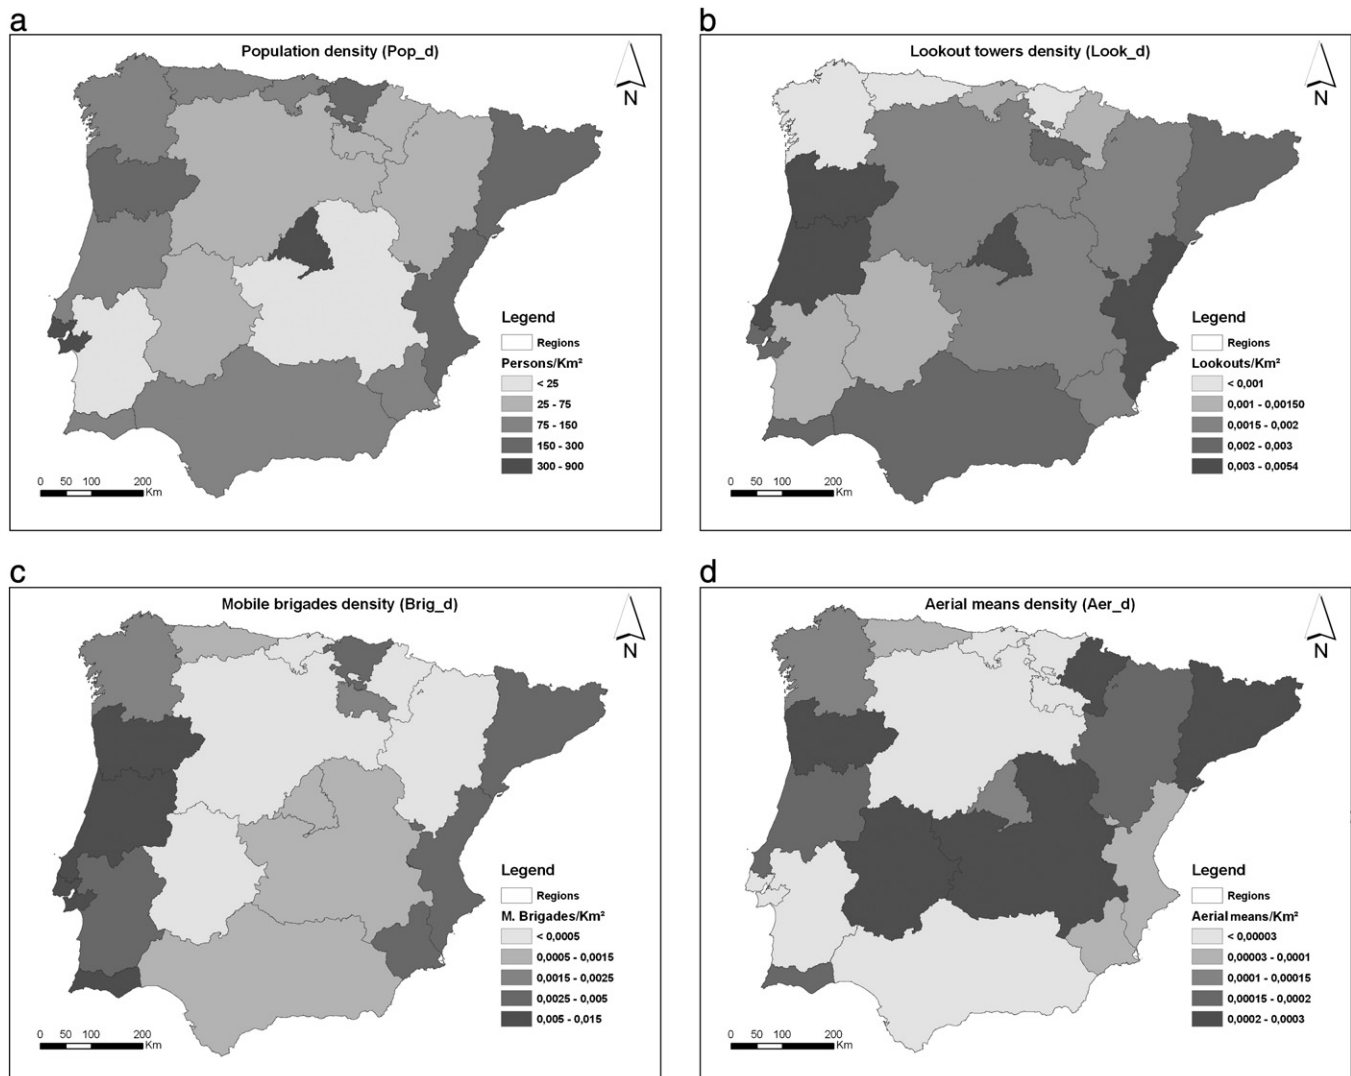 a
Population density (Pop_d)
N
Legend
Regions
Persons/Km²
< 25
25 - 75
75 - 150
150 - 300
300 - 900
0 50 100 200
Km
b
Lookout towers density (Look_d)
N
Legend
Regions
Lookouts/Km²
< 0,001
0,001 - 0,00150
0,0015 - 0,002
0,002 - 0,003
0,003 - 0,0054
0 50 100 200
Km
c
Mobile brigades density (Brig_d)
N
Legend
Regions
M. Brigades/Km²
< 0,0005
0,0005 - 0,0015
0,0015 - 0,0025
0,0025 - 0,005
0,005 - 0,015
0 50 100 200
Km
d
Aerial means density (Aer_d)
N
Legend
Regions
Aerial means/Km²
< 0,00003
0,00003 - 0,0001
0,0001 - 0,00015
0,00015 - 0,0002
0,0002 - 0,0003
0 50 100 200
Km